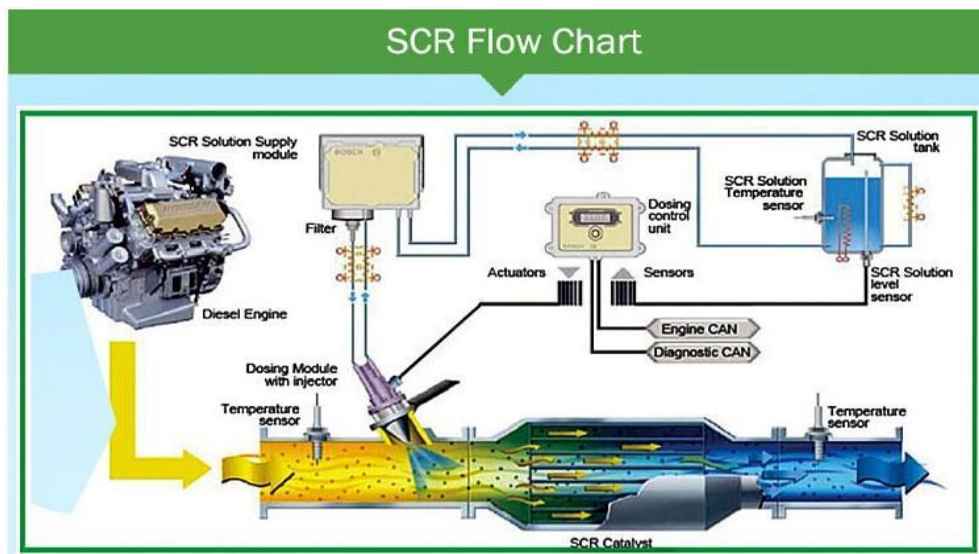 SCR Flow Chart
SCR Solution Supply
module
BOSCH
SCR Solution
tank
SCR Solution
Temperature
sensor
Dosing
control
unit
Filter
BOSCH
Actuators
Sensors
SCR Solution
level
sensor
Diesel Engine
Engine CAN
Diagnostic CAN
Dosing Module
with injector
Temperature
sensor
Temperature
sensor
SCR Catalyst